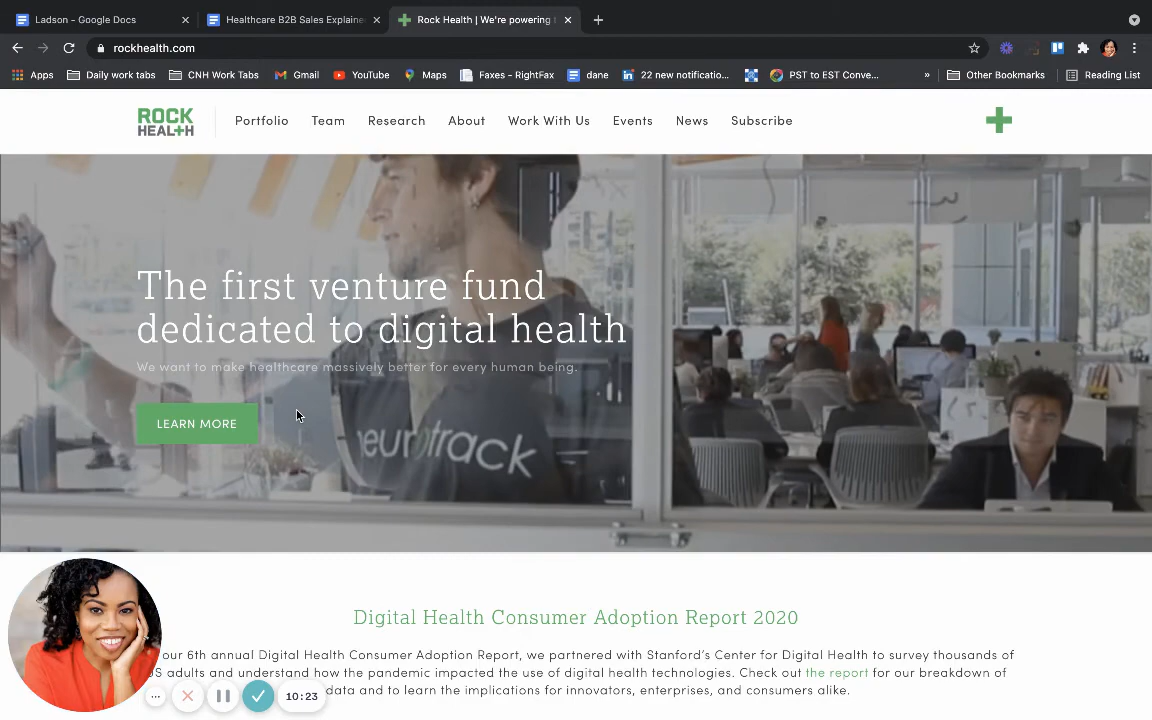 Ladson - Google Docs
Healthcare B2B Sales Explaine
Rock Health | We're powering t
rockhealth.com
Apps
Daily work tabs
CNH Work Tabs
Gmail
YouTube
Maps
Faxes - RightFax
dane
22 new notificatio...
PST to EST Conve...
»
Other Bookmarks
Reading List
ROCK
HEALTH
Portfolio
Team
Research
About
Work With Us
Events
News
Subscribe
The first venture fund
dedicated to digital health
We want to make healthcare massively better for every human being.
LEARN MORE
neurotrack
Digital Health Consumer Adoption Report 2020
our 6th annual Digital Health Consumer Adoption Report, we partnered with Stanford's Center for Digital Health to survey thousands of
US adults and understand how the pandemic impacted the use of digital health technologies. Check out the report for our breakdown of
data and to learn the implications for innovators, enterprises, and consumers alike.
10:23